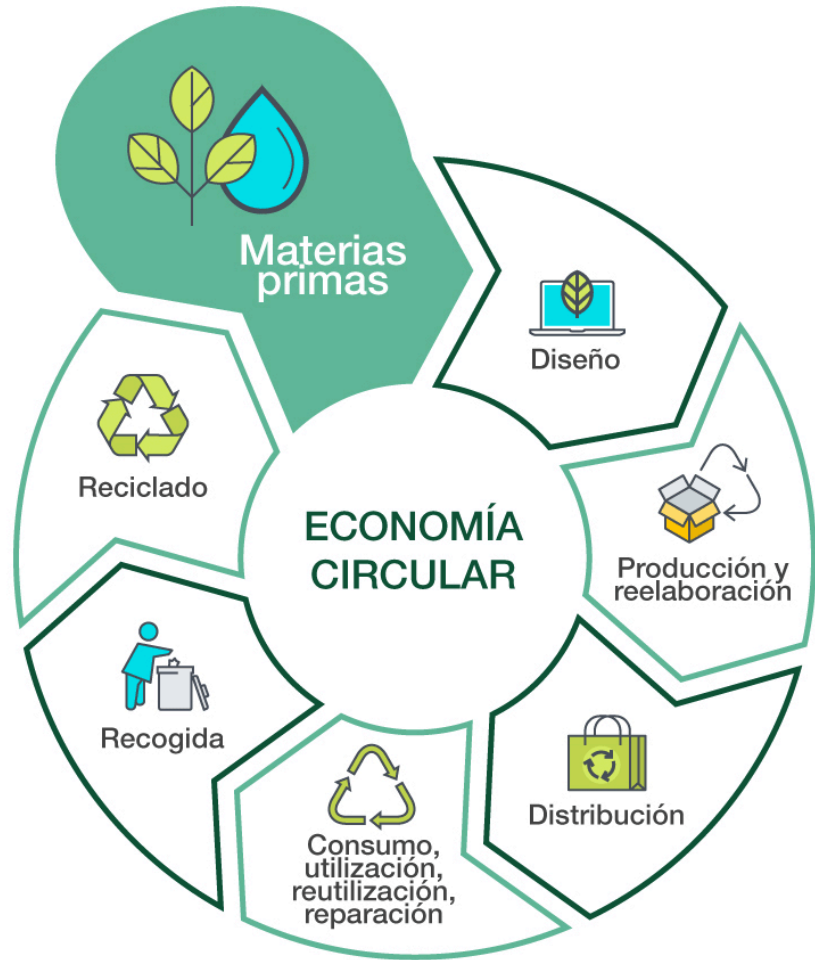 Materias
primas
Diseño
Producción y
reelaboración
Distribución
Consumo,
utilización,
reutilización,
reparación
Recogida
Reciclado
ECONOMÍA
CIRCULAR